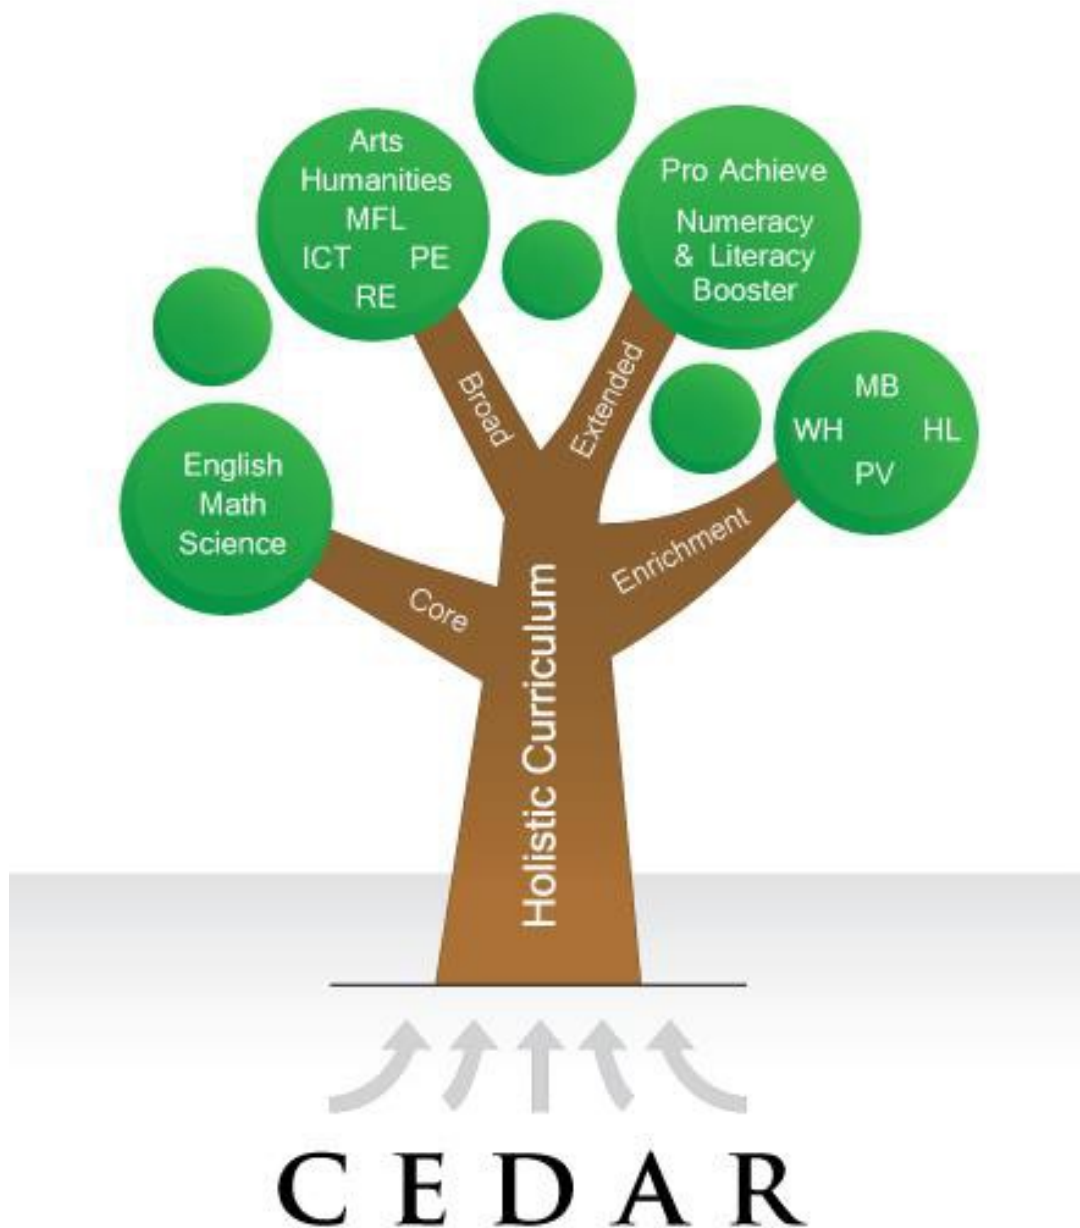 Arts
Humanities
MFL
ICT PE
RE
Pro Achieve
Numeracy
& Literacy
Booster
MB
WH HL
PV
English
Math
Science
Broad
Extended
Enrichment
Core
Holistic Curriculum
CEDAR